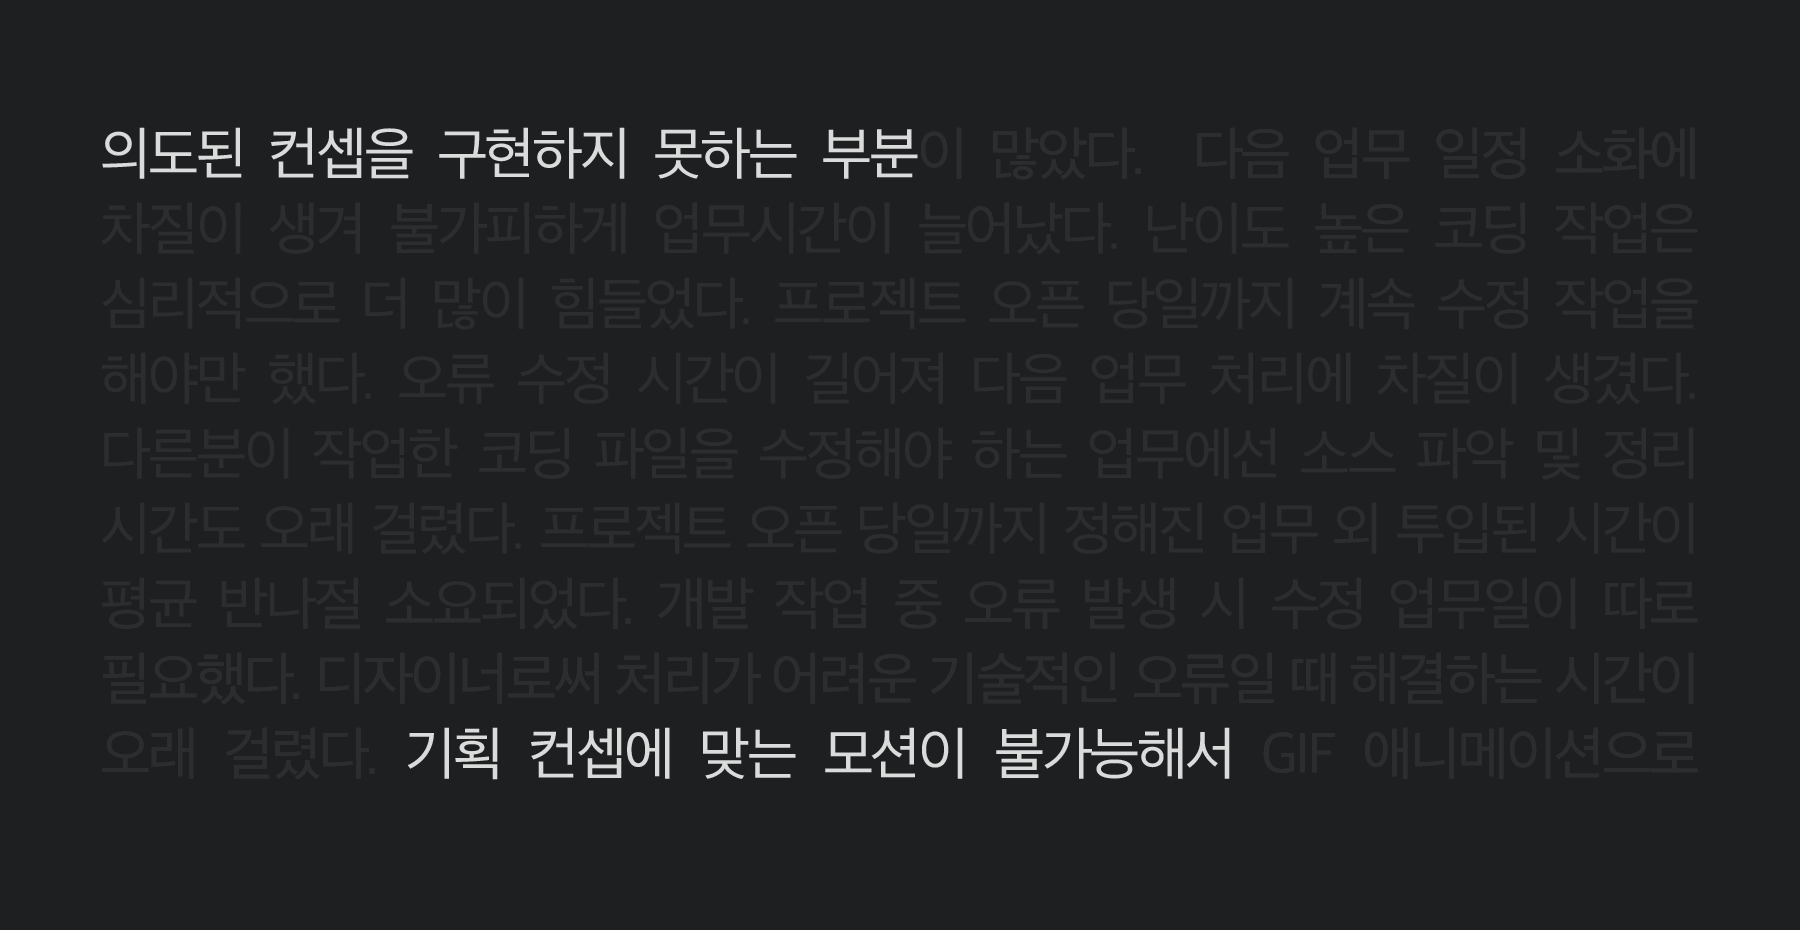 의도된 컨셉을 구현하지 못하는 부분이 많았다. 다음 업무 일정 소화에
차질이 생겨 불가피하게 업무시간이 늘어났다. 난이도 높은 코딩 작업은
심리적으로 더 많이 힘들었다. 프로젝트 오픈 당일까지 계속 수정 작업을
해야만 했다. 오류 수정 시간이 길어져 다음 업무 처리에 차질이 생겼다.
다른분이 작업한 코딩 파일을 수정해야 하는 업무에선 소스 파악 및 정리
시간도 오래 걸렸다. 프로젝트 오픈 당일까지 정해진 업무 외 투입된 시간이
평균 반나절 소요되었다. 개발 작업 중 오류 발생 시 수정 업무일이 따로
필요했다. 디자이너로써 처리가 어려운 기술적인 오류일 때 해결하는 시간이
오래 걸렸다. 기획 컨셉에 맞는 모션이 불가능해서 GIF 애니메이션으로